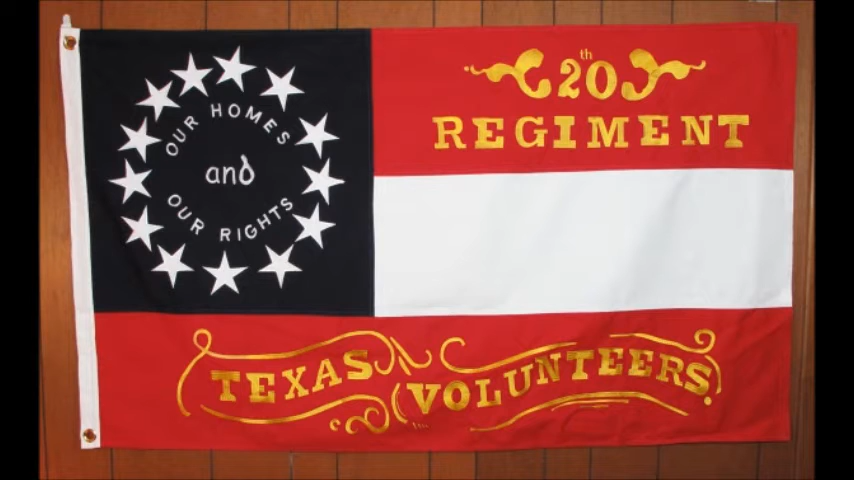 OUR HOMES
and
OUR RIGHTS
20th
REGIMENT
TEXAS VOLUNTEERS